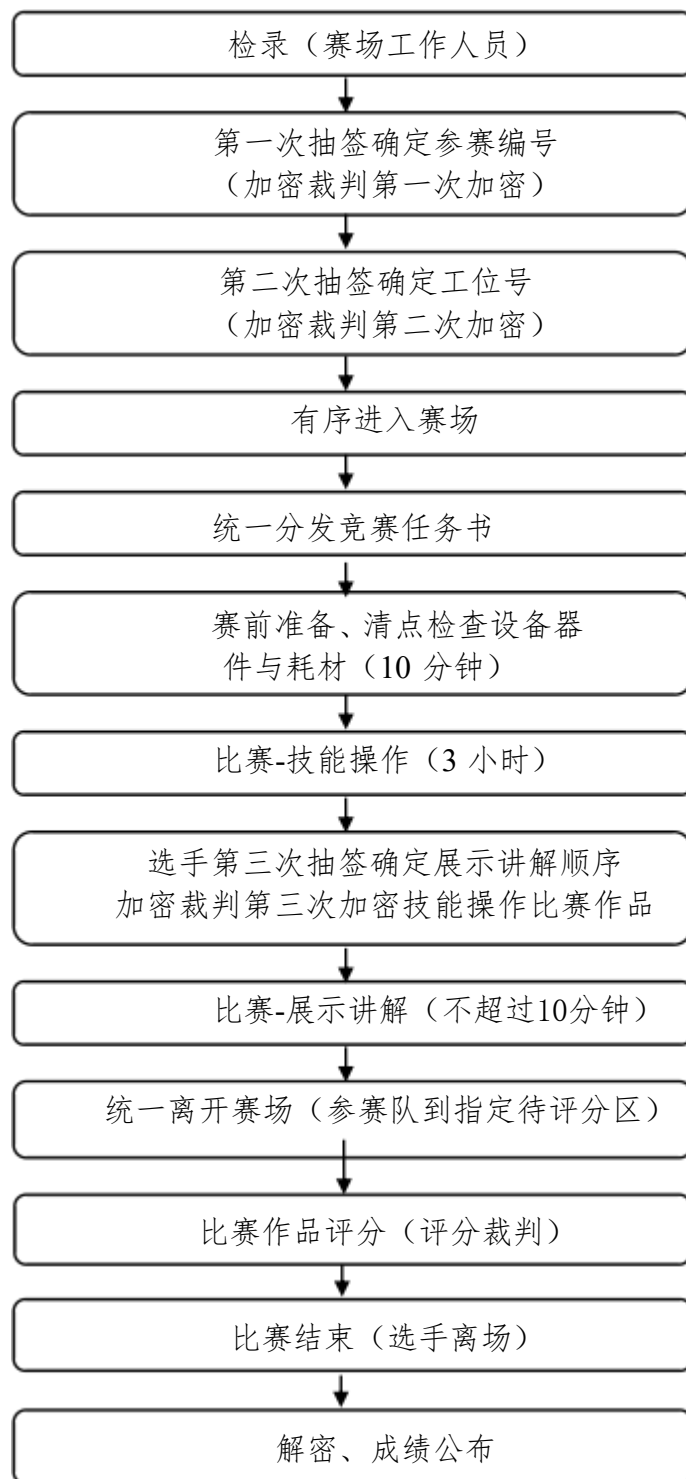 检录（赛场工作人员）
第一次抽签确定参赛编号
（加密裁判第一次加密）
第二次抽签确定工位号
（加密裁判第二次加密）
有序进入赛场
统一分发竞赛任务书
赛前准备、清点检查设备器
件与耗材（10 分钟）
比赛-技能操作（3 小时）
选手第三次抽签确定展示讲解顺序
加密裁判第三次加密技能操作比赛作品
比赛-展示讲解（不超过10分钟）
统一离开赛场（参赛队到指定待评分区）
比赛作品评分（评分裁判）
比赛结束（选手离场）
解密、成绩公布